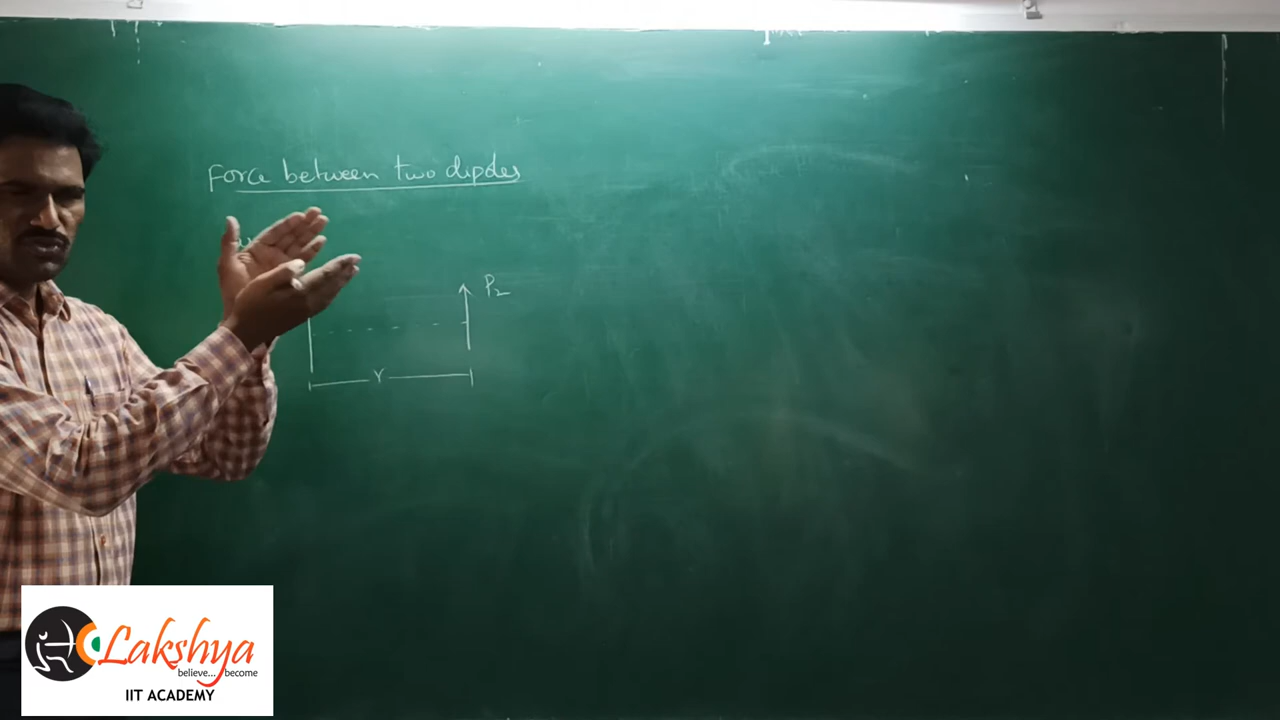 Force between two dipoles
P2
r
Lakshya
believe... become
IIT ACADEMY